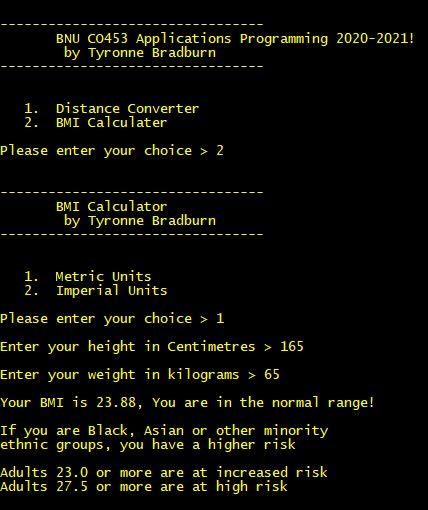 ---------------------------------
BNU CO453 Applications Programming 2020-2021!
by Tyronne Bradburn
---------------------------------
1. Distance Converter
2. BMI Calculater
Please enter your choice > 2
---------------------------------
BMI Calculator
by Tyronne Bradburn
---------------------------------
1. Metric Units
2. Imperial Units
Please enter your choice > 1
Enter your height in Centimetres > 165
Enter your weight in kilograms > 65
Your BMI is 23.88, You are in the normal range!
If you are Black, Asian or other minority
ethnic groups, you have a higher risk
Adults 23.0 or more are at increased risk
Adults 27.5 or more are at high risk